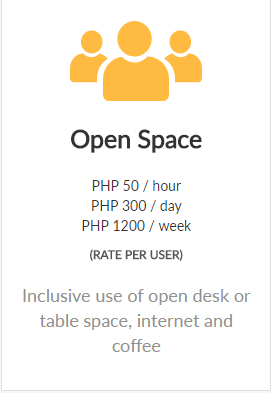 Open Space
PHP 50 / hour
PHP 300 / day
PHP 1200 / week
(RATE PER USER)
Inclusive use of open desk or
table space, internet and
coffee